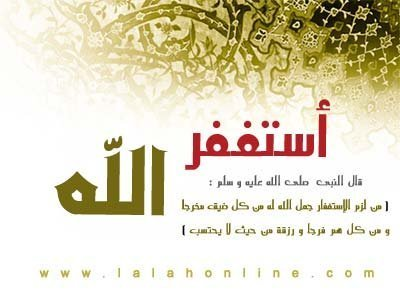 أستغفر
الله
قال النبي صلى الله عليه و سلم :
( من لزم الإستغفار جعل الله له من كل ضيق مخرجا
و من كل هم فرجا و رزقة من حيث لا يحتسب )
www.lalahonline.com